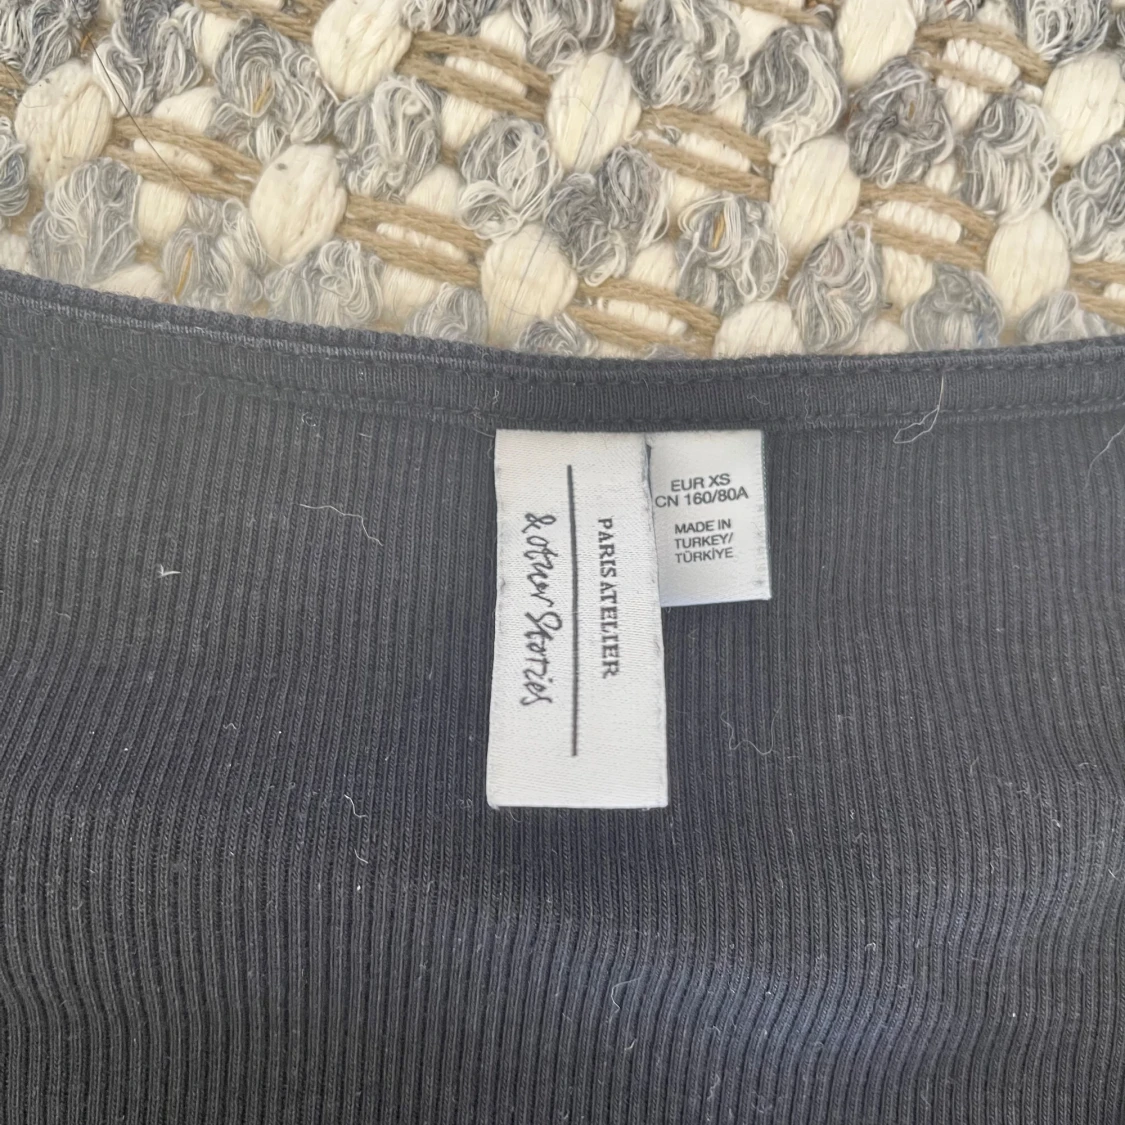 PARIS ATELIER
& other Stories
EUR XS
CN 160/80A
MADE IN
TURKEY/
TÜRKİYE